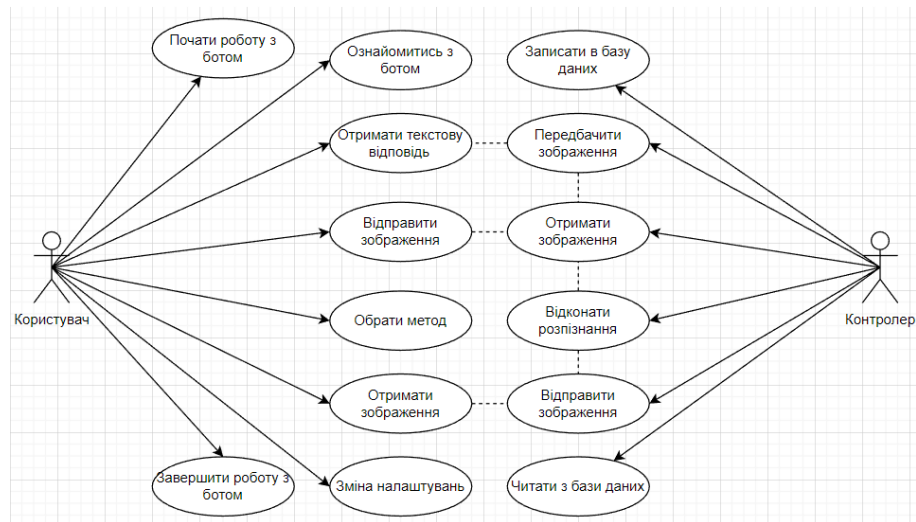 Почати роботу з
ботом
Ознайомитись з
ботом
Записати в базу
даних
Отримати текстову
відповідь
Передбачити
зображення
Відправити
зображення
Отримати
зображення
Користувач
Обрати метод
Відконати
розпізнання
Контролер
Отримати
зображення
Відправити
зображення
Завершити роботу з
ботом
Зміна налаштувань
Читати з бази даних